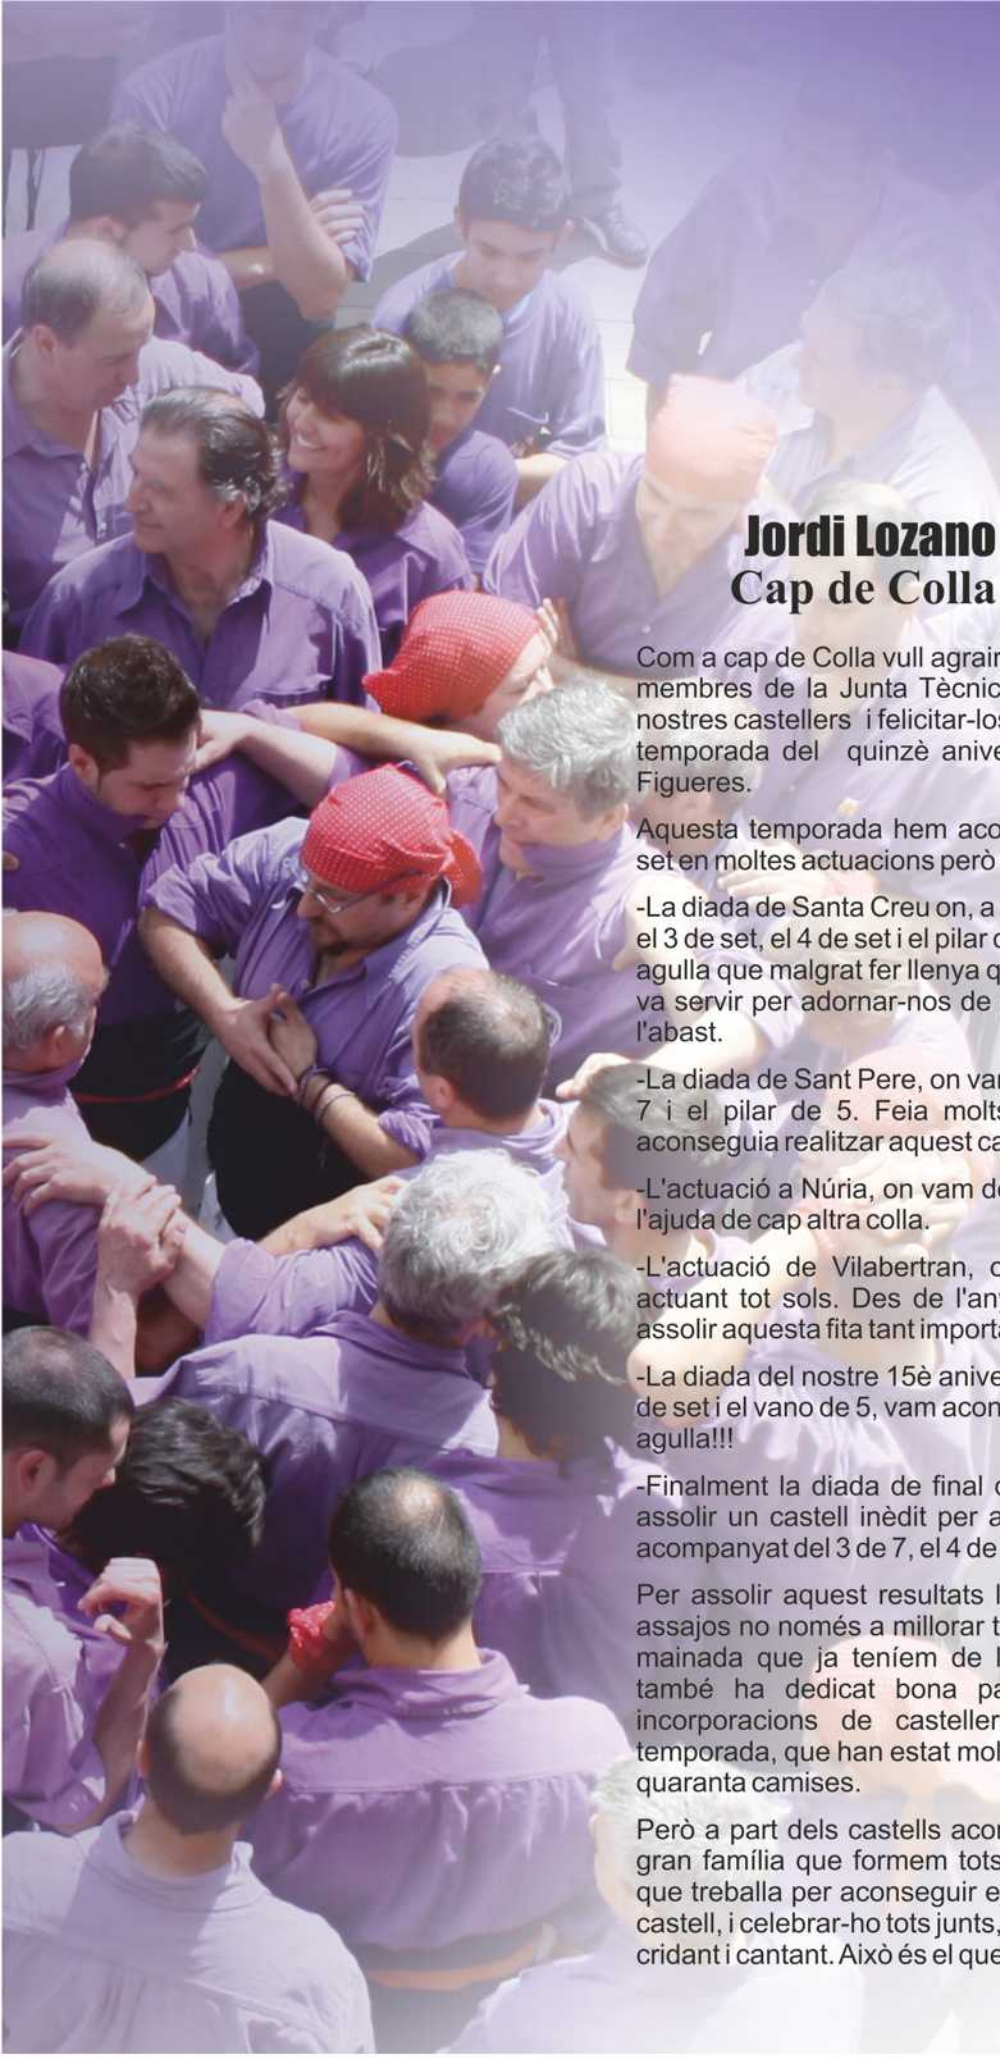 Jordi Lozano
Cap de Colla
Com a cap de Colla vull agrair
membres de la Junta Tècnic
nostres castellers i felicitar-los
temporada del quinzè anive
Figueres.
Aquesta temporada hem aco
set en moltes actuacions però
-La diada de Santa Creu on, a
el 3 de set, el 4 de set i el pilar d
agulla que malgrat fer llenya q
va servir per adornar-nos de
l'abast.
-La diada de Sant Pere, on var
7 i el pilar de 5. Feia molts
aconseguia realitzar aquest ca
-L'actuació a Núria, on vam de
l'ajuda de cap altra colla.
-L'actuació de Vilabertran, o
actuant tot sols. Des de l'any
assolir aquesta fita tant importa
-La diada del nostre 15è anive
de set i el vano de 5, vam acon
agulla!!!
-Finalment la diada de final d
assolir un castell inèdit per a
acompanyat del 3 de 7, el 4 de
Per assolir aquest resultats l
assajos no només a millorar t
mainada que ja teníem de l
també ha dedicat bona pa
incorporacions de casteller
temporada, que han estat mol
quaranta camises.
Però a part dels castells acon
gran família que formem tots
que treballa per aconseguir e
castell, i celebrar-ho tots junts,
cridant i cantant. Això és el que